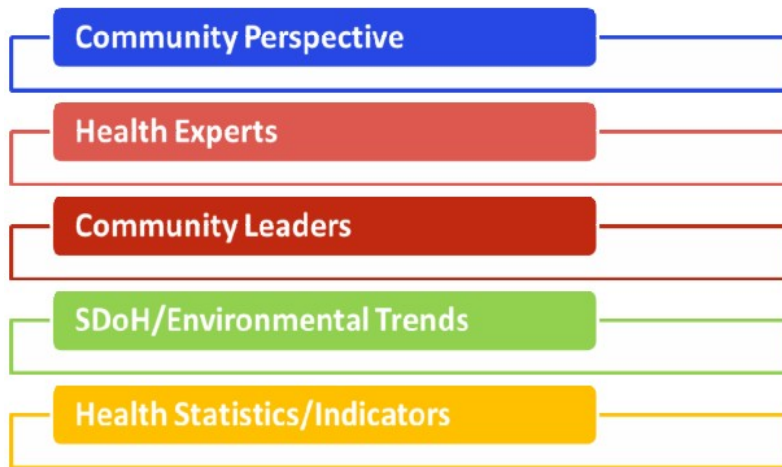 Community Perspective
Health Experts
Community Leaders
SDoH/Environmental Trends
Health Statistics/Indicators